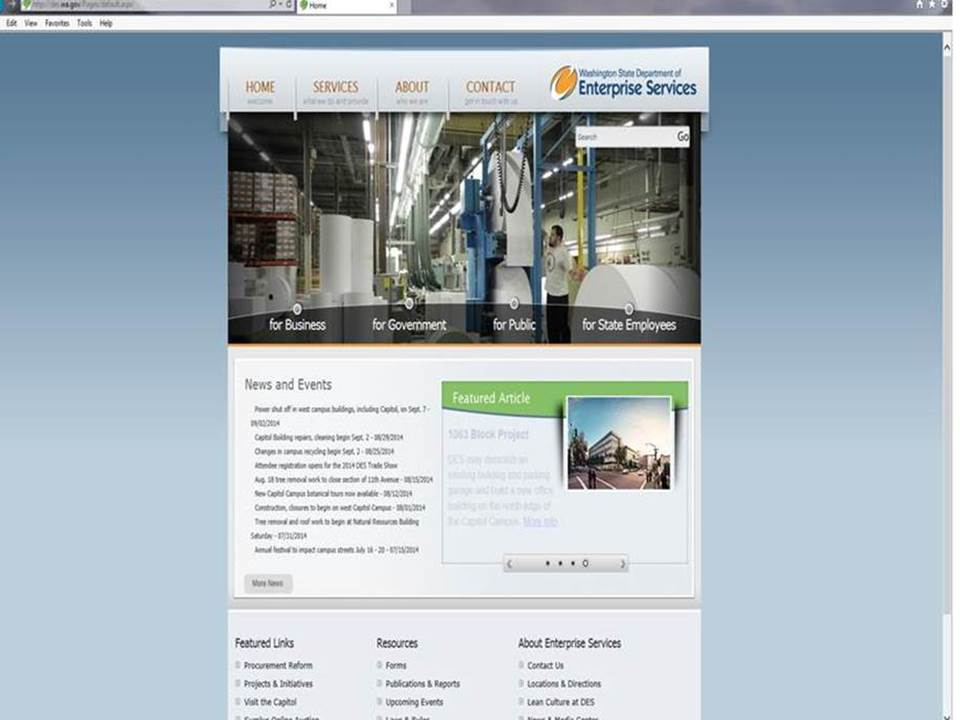 Home
Edit View Favorites Tools Help
HOME SERVICES ABOUT CONTACT
welcome what we do and provide who we are get in touch with us
Washington State Department of
Enterprise Services
Search Go
for Business for Government for Public for State Employees
News and Events
Power shut off in west campus buildings, including Capitol, on Sept. 7 -
09/02/2014
Capitol Building repairs, cleaning begin Sept. 2 - 08/29/2014
Changes in campus recycling begin Sept. 2 - 08/25/2014
Attendee registration opens for the 2014 DES Trade Show
Aug. 18 tree removal work to close section of 11th Avenue - 08/15/2014
New Capitol Campus botanical tours now available - 08/12/2014
Construction, closures to begin on west Capitol Campus - 08/01/2014
Tree removal and roof work to begin at Natural Resources Building
Saturday - 07/31/2014
Annual festival to impact campus streets July 16 - 20 - 07/15/2014
More News
Featured Article
1063 Block Project
DES may demolish an
existing building and parking
garage and build a new office
building on the north edge of
the Capitol Campus. More info
Featured Links
Procurement Reform
Projects & Initiatives
Visit the Capitol
Surplus Online Auction
Resources
Forms
Publications & Reports
Upcoming Events
Laws & Rules
About Enterprise Services
Contact Us
Locations & Directions
Lean Culture at DES
News & Media Center